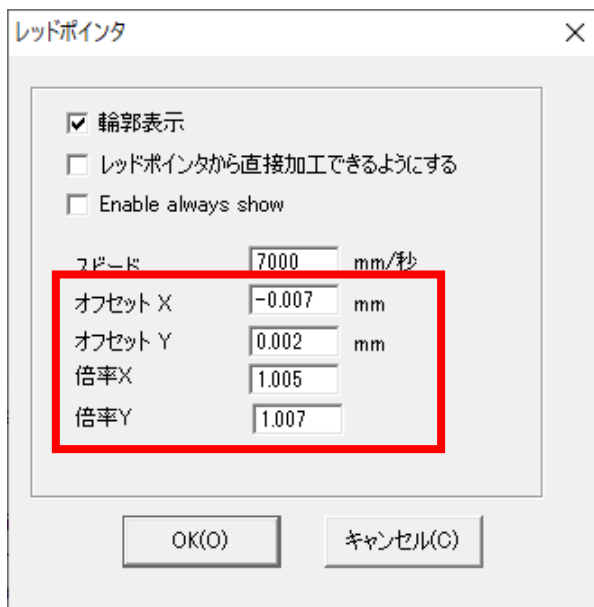 レッドポインタ
輪郭表示
レッドポインタから直接加工できるようにする
Enable always show
スピード 7000 mm/秒
オフセット X -0.007 mm
オフセット Y 0.002 mm
倍率X 1.005
倍率Y 1.007
OK(O) キャンセル(C)